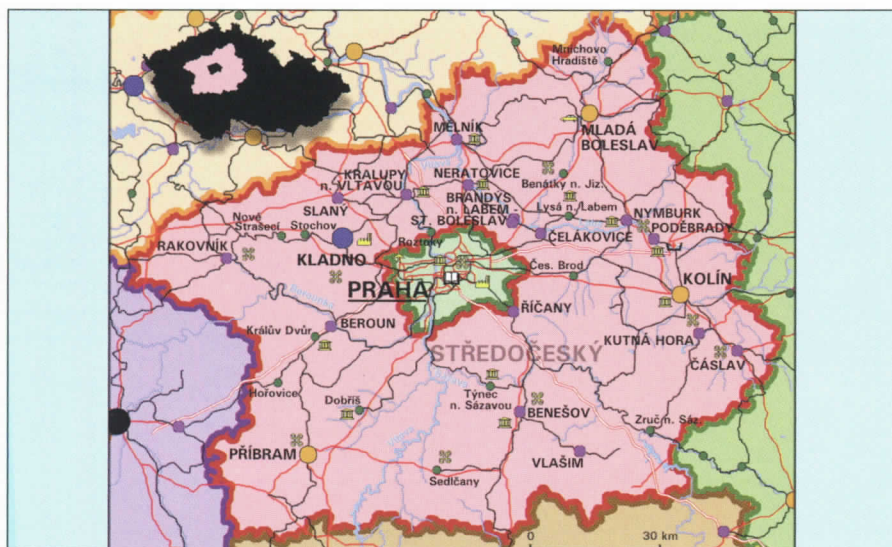 Mnichovo
Hradiště
MLADÁ
BOLESLAV
MĚLNÍK
KRALUPY
n. VLTAVOU
NERATOVICE
Benátky n. Jiz.
BRANDÝS
n. LABEM -
ST. BOLESLAV
Lysá n. Labem
SLANÝ
NYMBURK
Nové
Strašecí
Stochov
Roztoky
ČELÁKOVICE
PODĚBRADY
RAKOVNÍK
KLADNO
PRAHA
Čes. Brod
KOLÍN
Berounka
ŘÍČANY
Králův Dvůr
BEROUN
KUTNÁ HORA
STŘEDOČESKÝ
ČÁSLAV
Hořovice
Dobříš
Týnec
n. Sázavou
BENEŠOV
Zruč n. Sáz.
PŘÍBRAM
VLAŠIM
Sedlčany
0 30 km